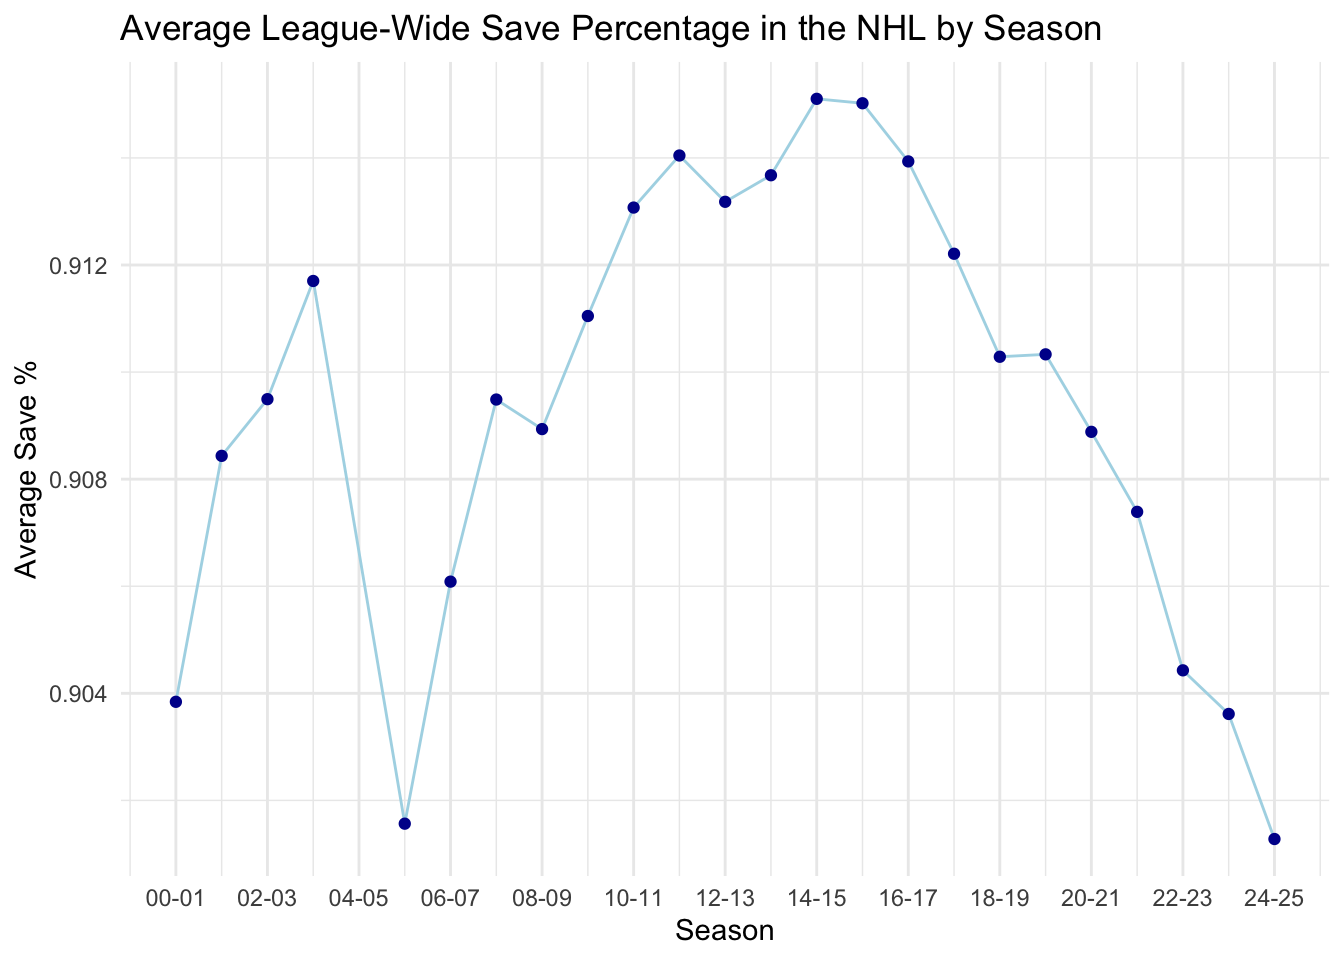 Average League-Wide Save Percentage in the NHL by Season
Average Save %
0.912
0.908
0.904
00-01 02-03 04-05 06-07 08-09 10-11 12-13 14-15 16-17 18-19 20-21 22-23 24-25
Season